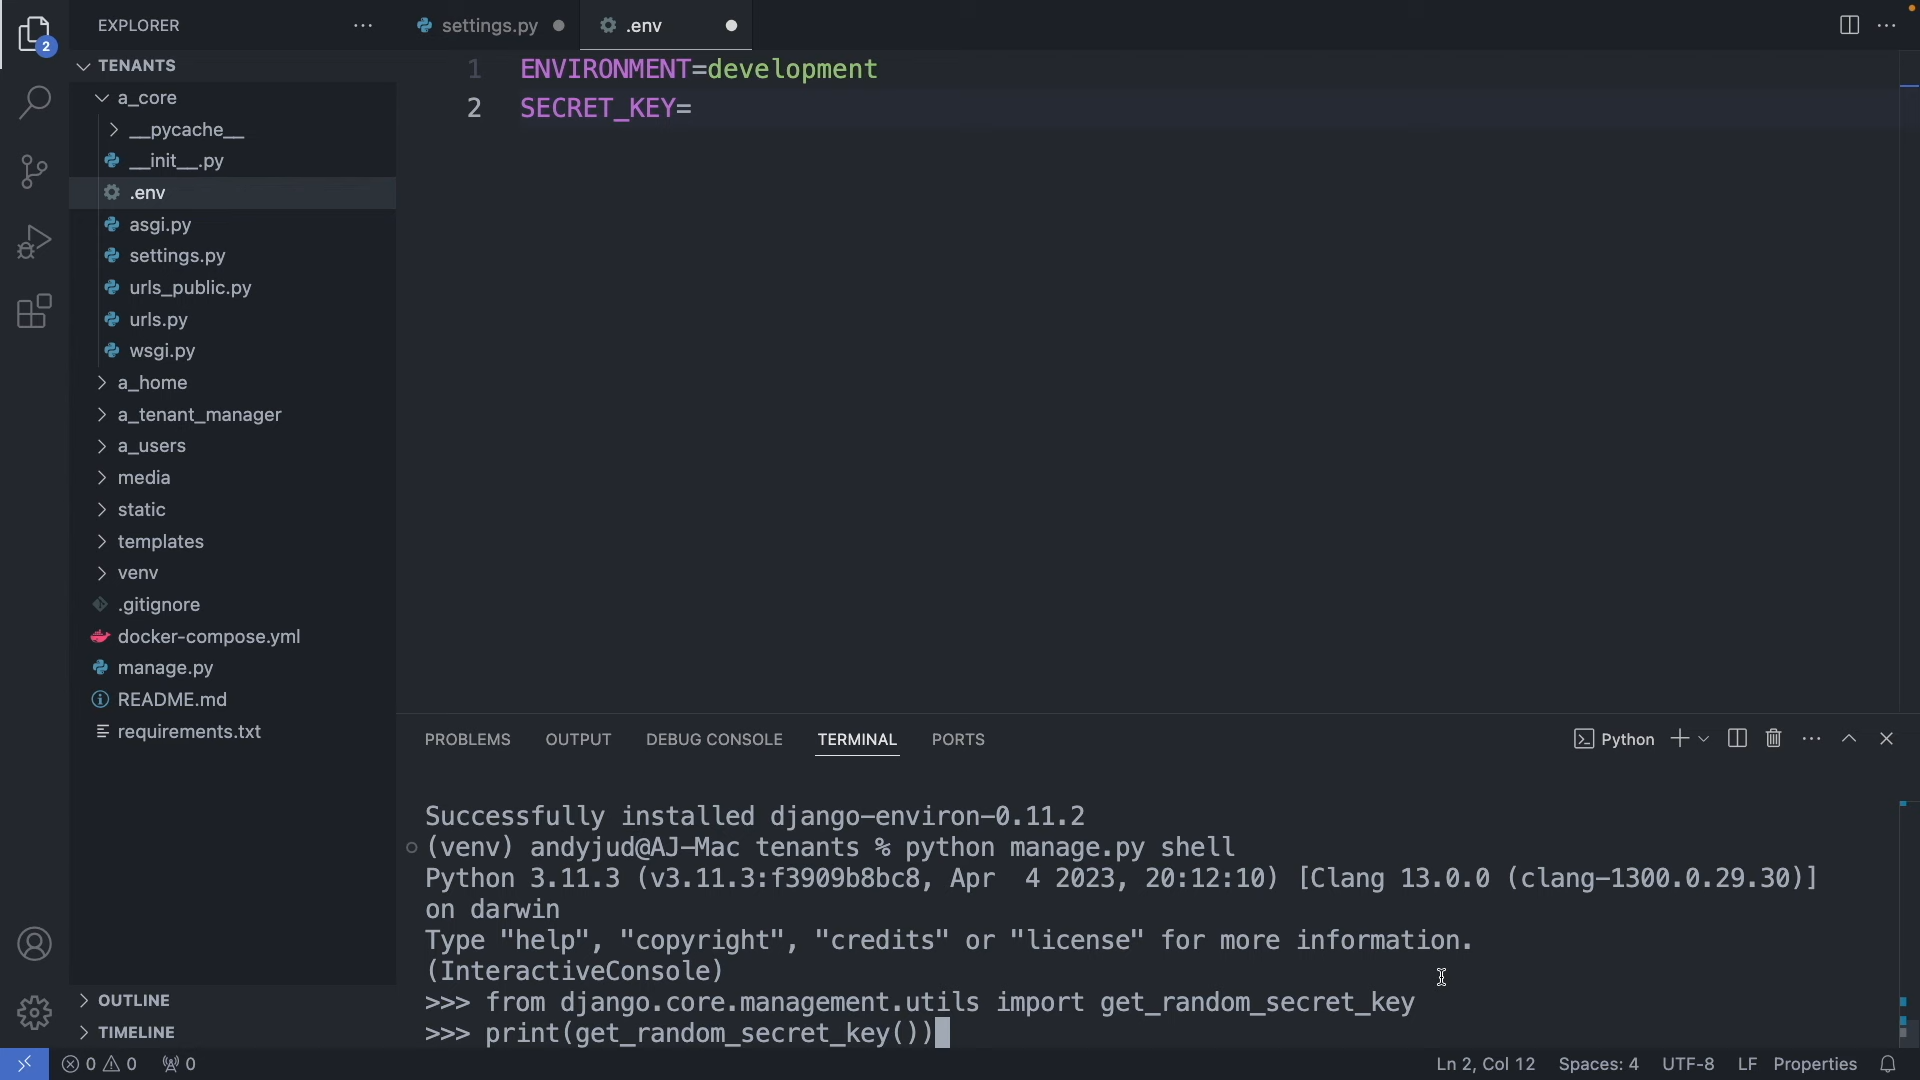 2
EXPLORER
settings.py
.env
TENANTS
a_core
__pycache__
__init__.py
.env
asgi.py
settings.py
urls_public.py
urls.py
wsgi.py
a_home
a_tenant_manager
a_users
media
static
templates
venv
.gitignore
docker-compose.yml
manage.py
README.md
requirements.txt
OUTLINE
TIMELINE
1 ENVIRONMENT=development
2 SECRET_KEY=
PROBLEMS OUTPUT DEBUG CONSOLE TERMINAL PORTS
Python
Successfully installed django-environ-0.11.2
(venv) andyjud@AJ-Mac tenants % python manage.py shell
Python 3.11.3 (v3.11.3:f3909b8bc8, Apr  4 2023, 20:12:10) [Clang 13.0.0 (clang-1300.0.29.30)]
on darwin
Type "help", "copyright", "credits" or "license" for more information.
(InteractiveConsole)
>>> from django.core.management.utils import get_random_secret_key
>>> print(get_random_secret_key())
0 0 0 Ln 2, Col 12 Spaces: 4 UTF-8 LF Properties